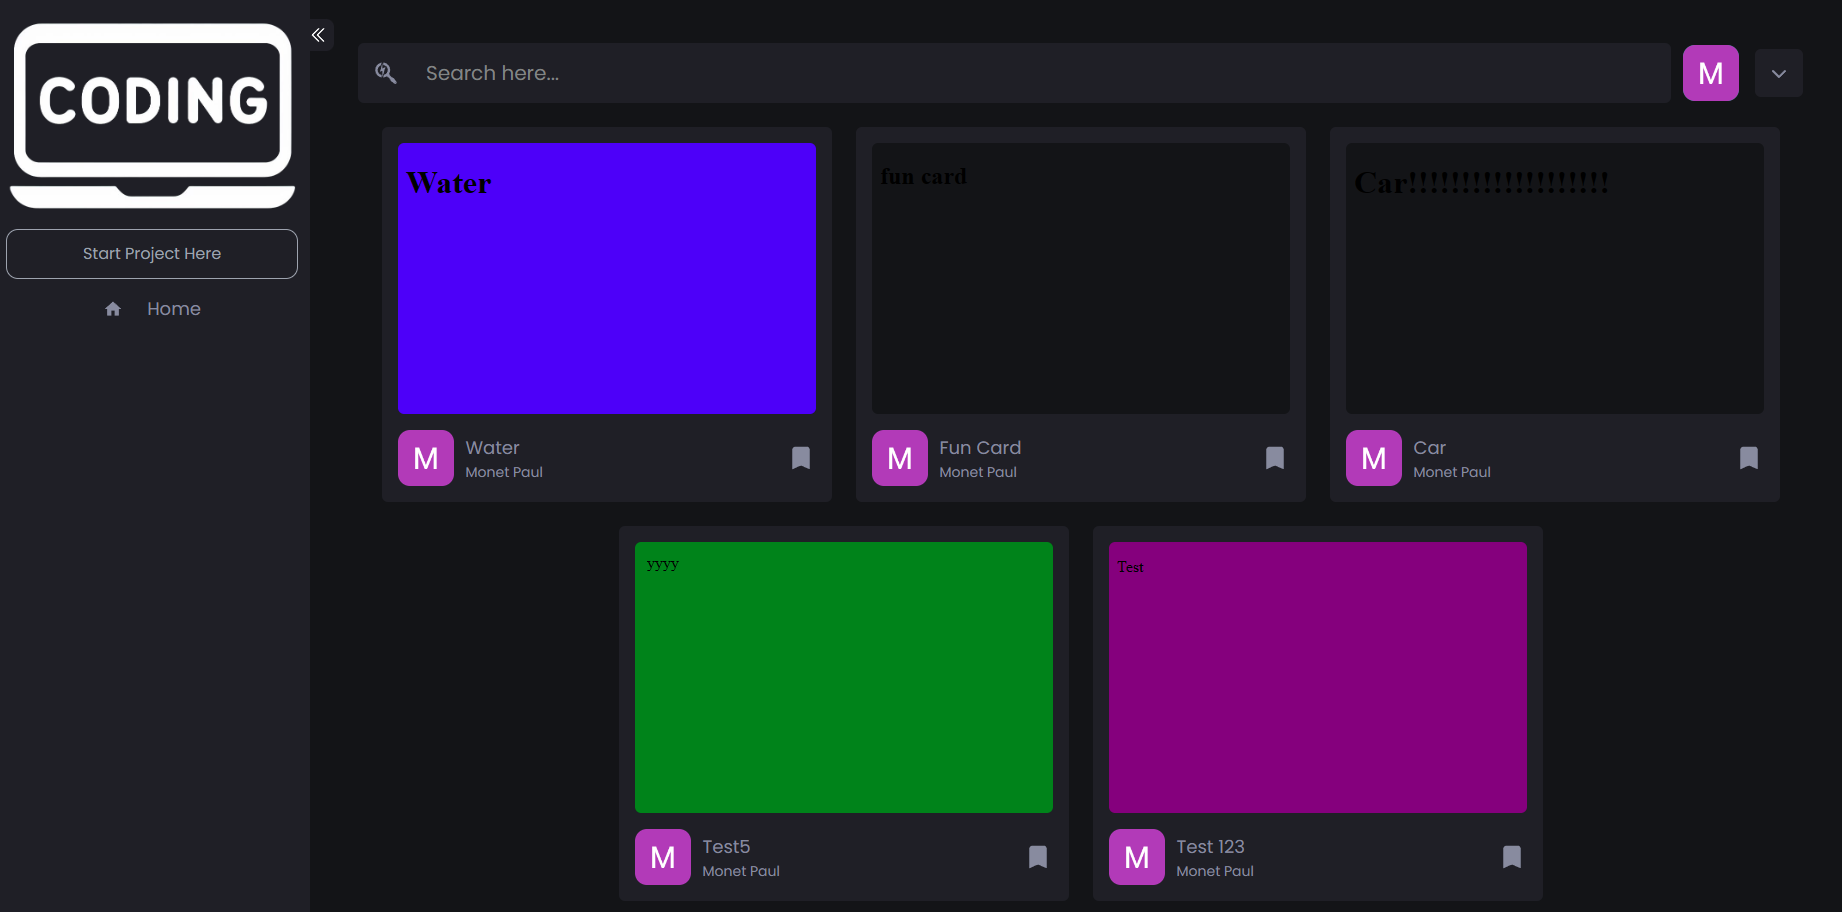 CODING
Start Project Here
Home
Search here...
M
Water
M
Water
Monet Paul
fun card
M
Fun Card
Monet Paul
Car!!!!!!!!!!!!!!!!!!!
M
Car
Monet Paul
yyyy
M
Test5
Monet Paul
Test
M
Test 123
Monet Paul